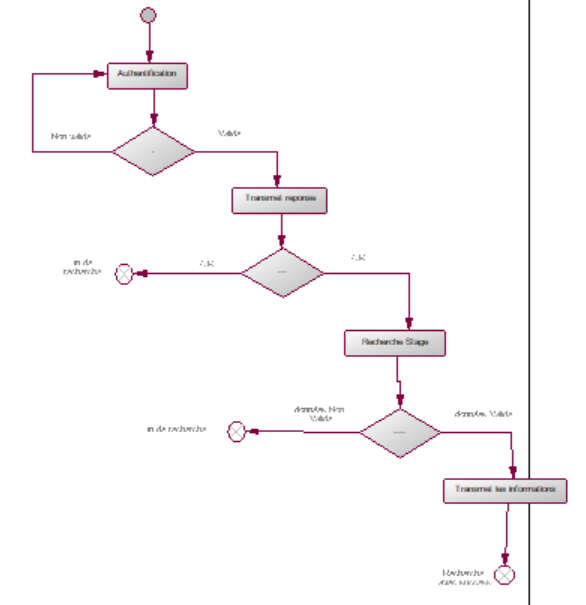 Authentification
Non valide
Valide
Transmet reponse
fin de
recherche
Recherche Stage
données Non
Valide
données Valide
fin de recherche
Transmet les informations
Recherche
avec succès